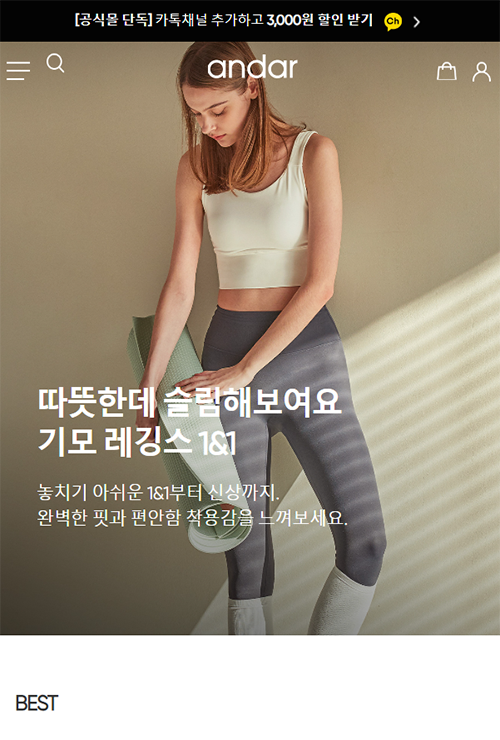 [공식몰 단독] 카톡채널 추가하고 3,000원 할인 받기 Ch
andar
따뜻한데 슬림해보여요
기모 레깅스 1&1
놓치기 아쉬운 1&1부터 신상까지.
완벽한 핏과 편안함 착용감을 느껴보세요.
BEST